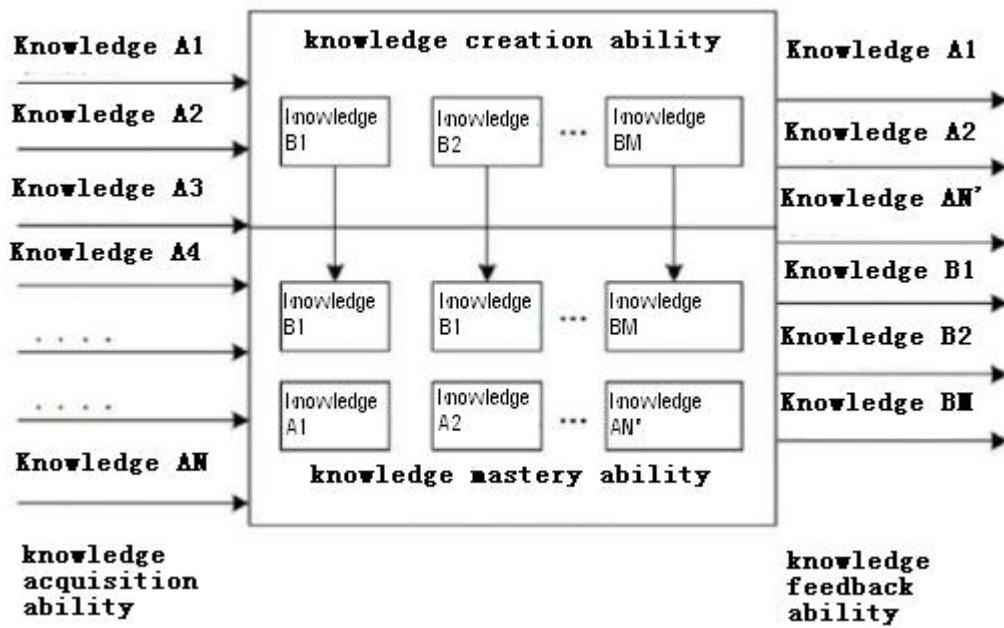 Knowledge A1
Knowledge A2
Knowledge A3
Knowledge A4
. . . .
. . . .
Knowledge AN
knowledge
acquisition
ability
knowledge creation ability
knowledge
B1
knowledge
B2
...
knowledge
BM
knowledge
B1
knowledge
B1
...
knowledge
BM
knowledge
A1
knowledge
A2
...
knowledge
AN'
knowledge mastery ability
Knowledge A1
Knowledge A2
Knowledge AN'
Knowledge B1
Knowledge B2
Knowledge BM
knowledge
feedback
ability